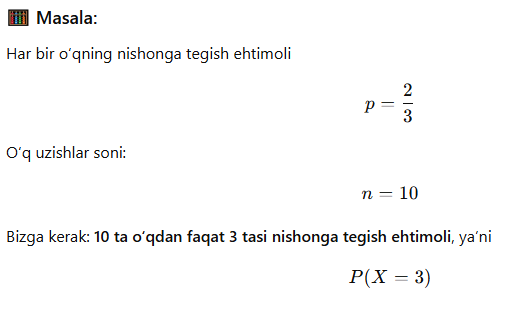 🧮 Masala:
Har bir o‘qning nishonga tegish ehtimoli
p = 2/3
O‘q uzishlar soni:
n = 10
Bizga kerak: 10 ta o‘qdan faqat 3 tasi nishonga tegish ehtimoli, ya’ni
P(X = 3)